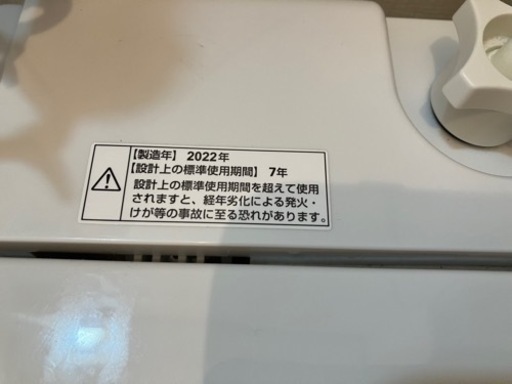 【製造年】 2022年
【設計上の標準使用期間】 7年
設計上の標準使用期間を超えて使用
されますと、経年劣化による発火・
けが等の事故に至る恐れがあります。